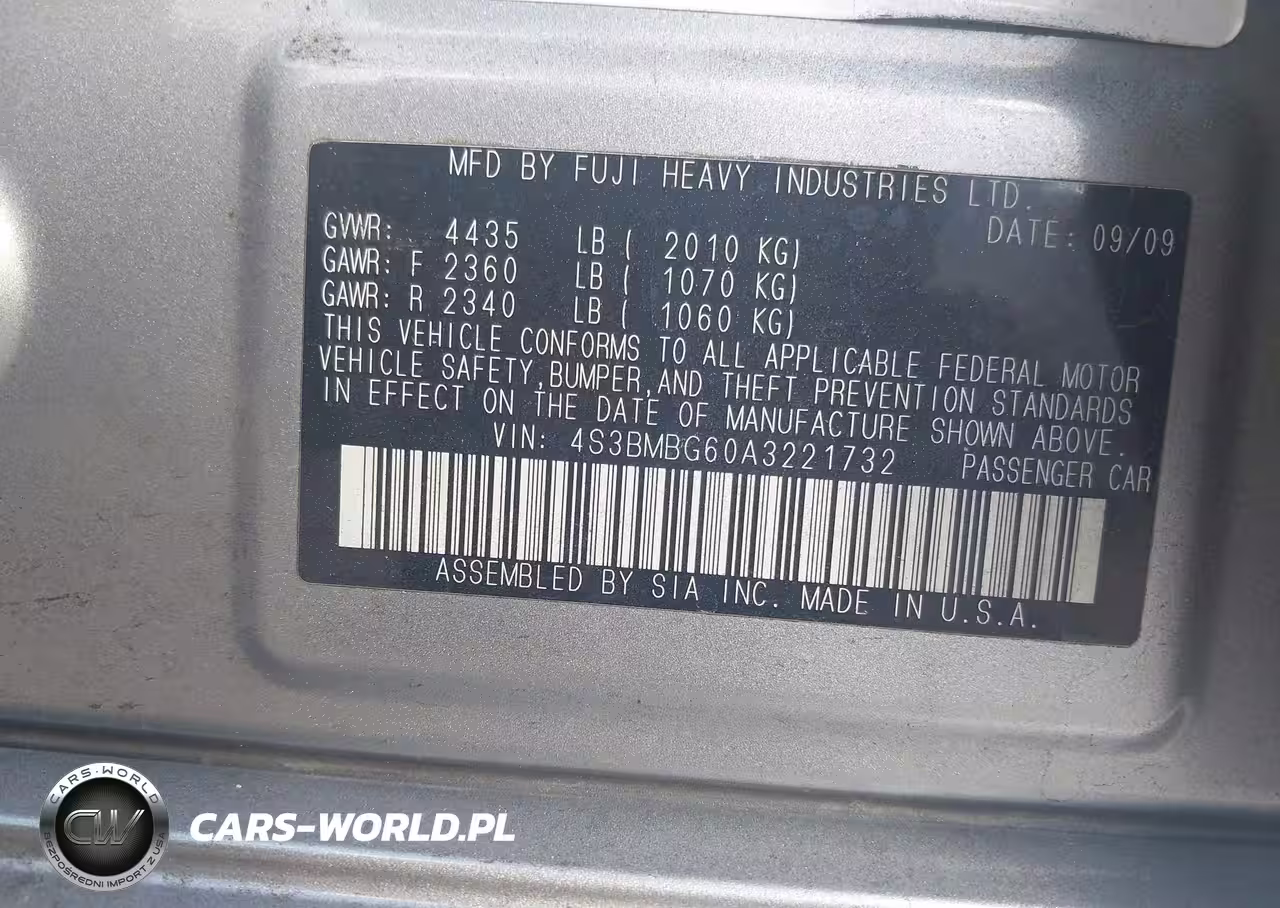 MFD BY FUJI HEAVY INDUSTRIES LTD.
DATE: 09/09
GVWR: 4435 LB ( 2010 KG)
GAWR: F 2360 LB ( 1070 KG)
GAWR: R 2340 LB ( 1060 KG)
THIS VEHICLE CONFORMS TO ALL APPLICABLE FEDERAL MOTOR
VEHICLE SAFETY, BUMPER, AND THEFT PREVENTION STANDARDS
IN EFFECT ON THE DATE OF MANUFACTURE SHOWN ABOVE.
VIN: 4S3BMBG60A3221732 PASSENGER CAR
ASSEMBLED BY SIA INC. MADE IN U.S.A.
CARS-WORLD
CW
BEZPOŚREDNI IMPORT Z USA
CARS-WORLD.PL